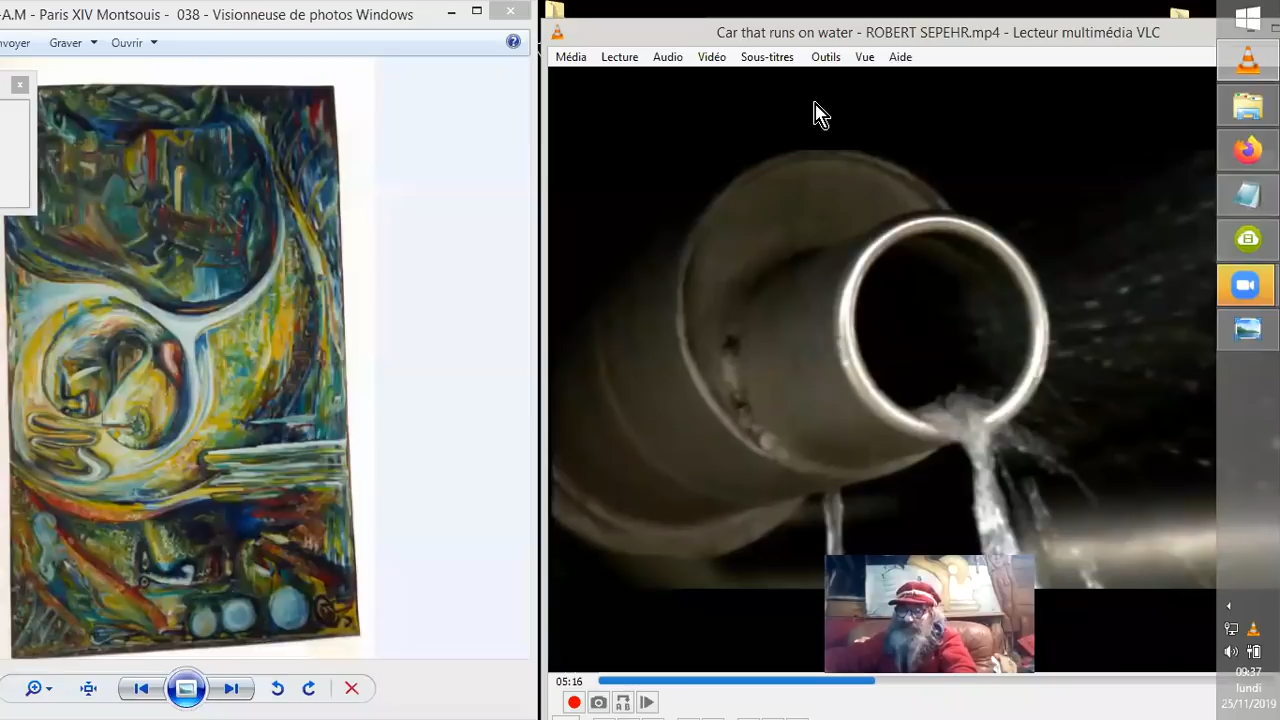 .A.M - Paris XIV Montsouis - 038 - Visionneuse de photos Windows
nvoyer Graver Ouvrir
Car that runs on water - ROBERT SEPEHR.mp4 - Lecteur multimédia VLC
Média Lecture Audio Vidéo Sous-titres Outils Vue Aide
05:16
09:37
lundi
25/11/2019